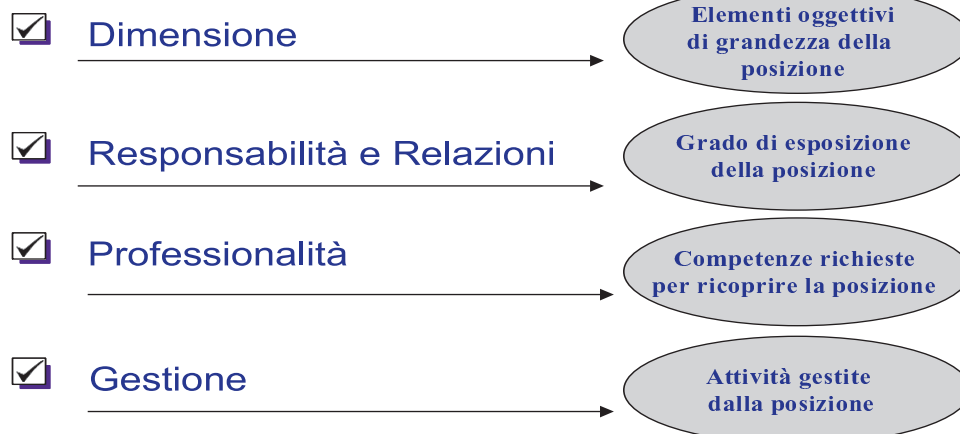 Dimensione
Elementi oggettivi
di grandezza della
posizione
Responsabilità e Relazioni
Grado di esposizione
della posizione
Professionalità
Competenze richieste
per ricoprire la posizione
Gestione
Attività gestite
dalla posizione